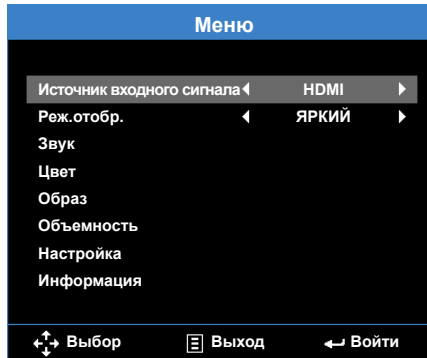 Меню
Источник входного сигнала HDMI
Реж.отобр. ЯРКИЙ
Звук
Цвет
Образ
Объемность
Настройка
Информация
Выбор Выход Войти